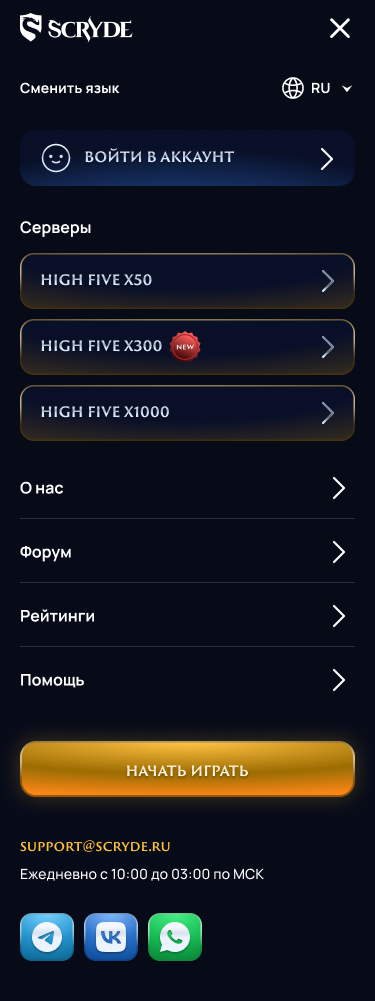 SCRYDE
Сменить язык
RU
ВОЙТИ В АККАУНТ
Серверы
HIGH FIVE X50
HIGH FIVE X300 NEW
HIGH FIVE X1000
О нас
Форум
Рейтинги
Помощь
НАЧАТЬ ИГРАТЬ
SUPPORT@SCRYDE.RU
Ежедневно с 10:00 до 03:00 по МСК